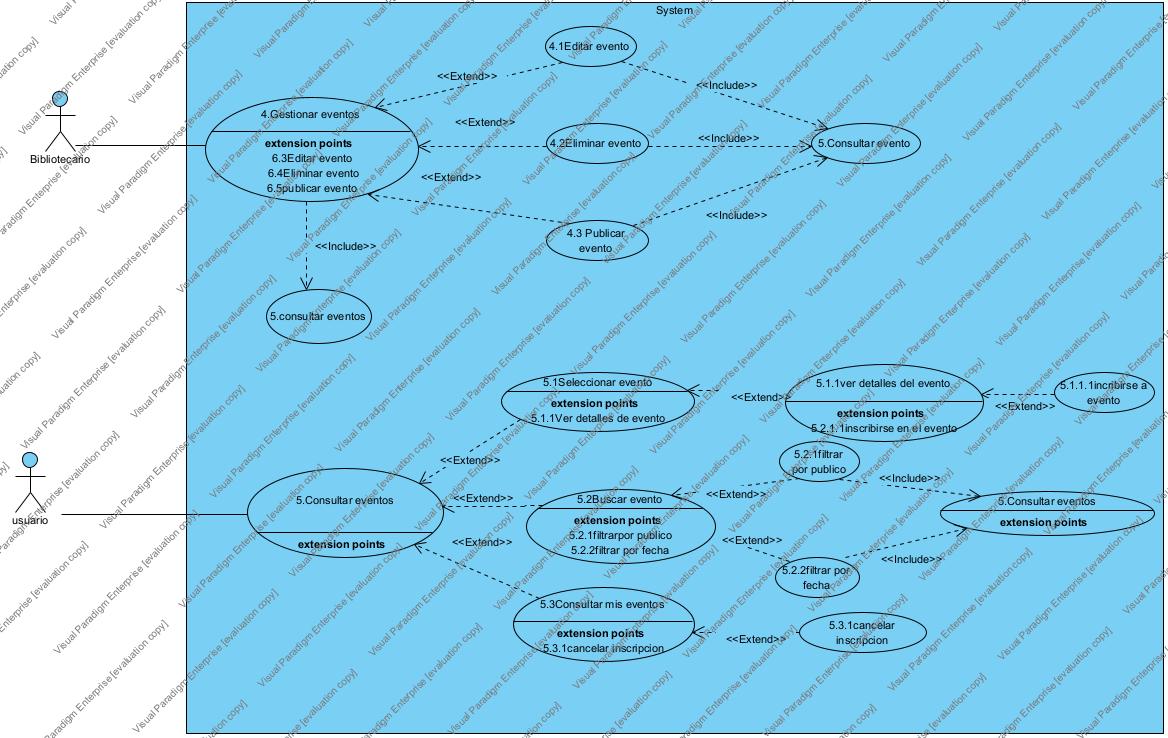 System
4.1Editar evento
<<Extend>>
<<Include>>
4.Gestionar eventos
extension points
6.3Editar evento
6.4Eliminar evento
6.5publicar evento
Bibliotecario
<<Extend>>
4.2Eliminar evento
<<Include>>
5.Consultar evento
<<Extend>>
4.3 Publicar
evento
<<Include>>
<<Include>>
5.consultar eventos
5.1Seleccionar evento
extension points
5.1.1Ver detalles de evento
<<Extend>>
5.1.1ver detalles del evento
extension points
5.2.1.1inscribirse en el evento
<<Extend>>
5.1.1.1incribirse a
evento
<<Extend>>
5.2.1filtrar
por publico
<<Include>>
usuario
5.Consultar eventos
extension points
<<Extend>>
5.2Buscar evento
extension points
5.2.1filtrarpor publico
5.2.2filtrar por fecha
<<Extend>>
<<Extend>>
5.Consultar eventos
extension points
<<Extend>>
5.2.2filtrar por
fecha
<<Include>>
5.3Consultar mis eventos
extension points
5.3.1cancelar inscripcion
<<Extend>>
5.3.1cancelar
inscripcion
Visual Paradigm Enterprise [evaluation copy]